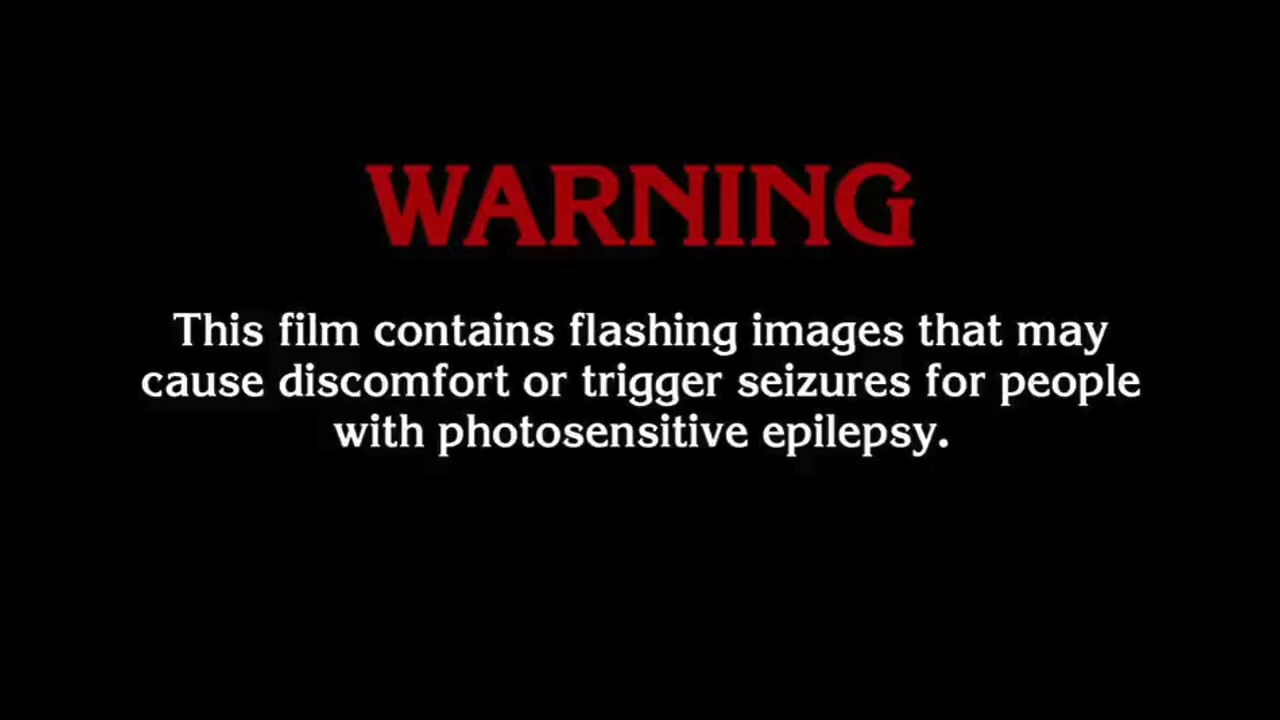 WARNING
This film contains flashing images that may
cause discomfort or trigger seizures for people
with photosensitive epilepsy.